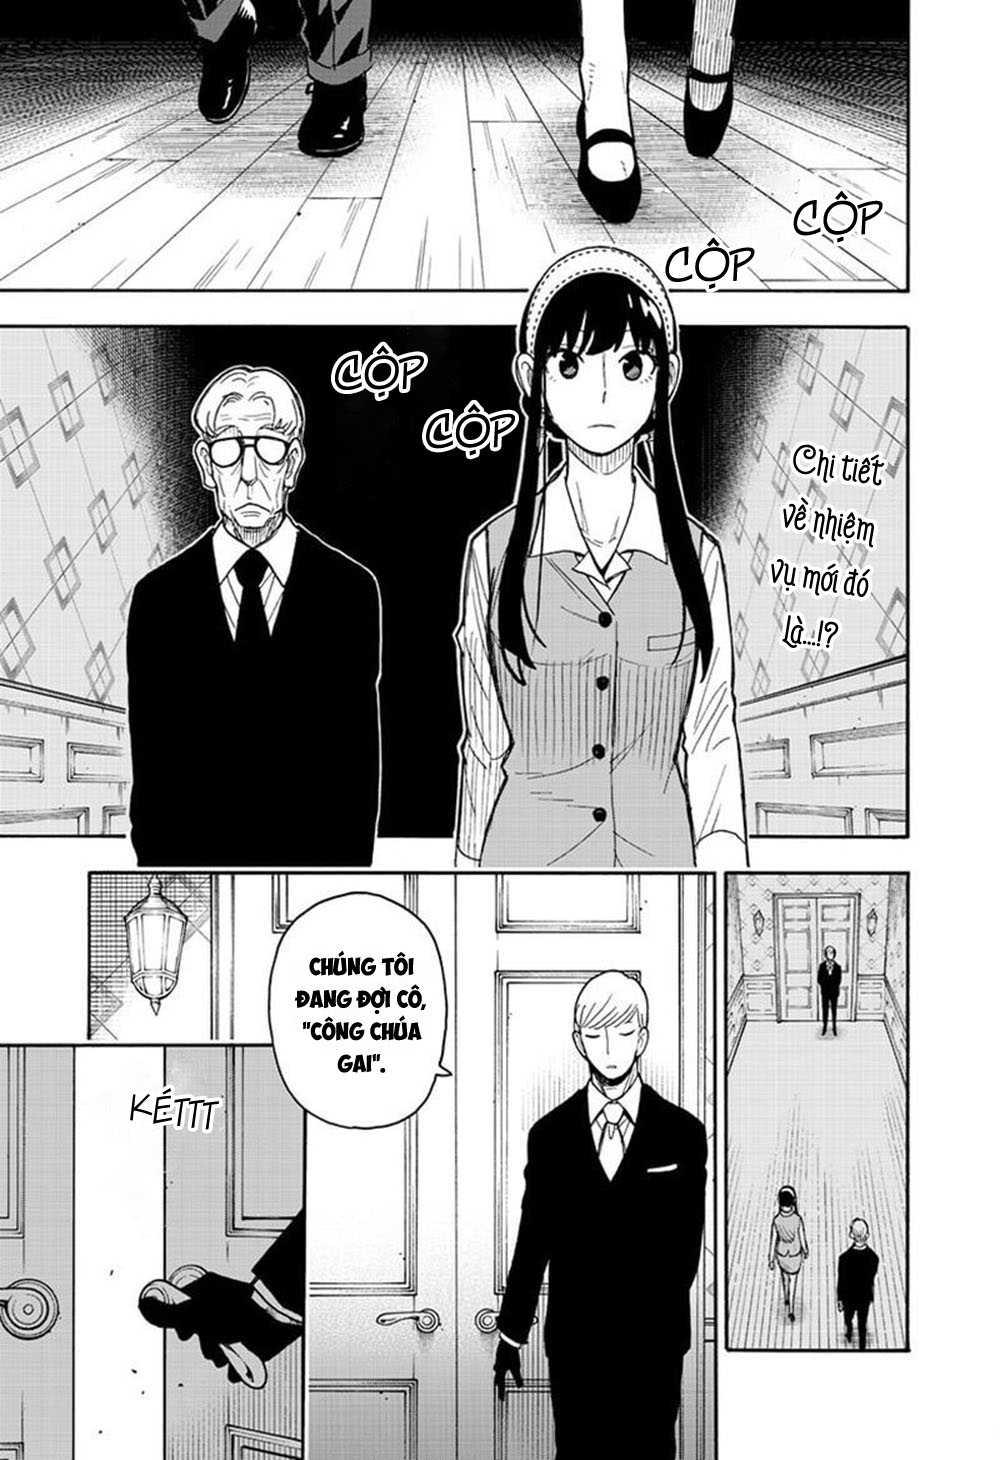 CỘP
CỘP
CỘP
CỘP
Chi tiết
về nhiệm
vụ mới đó
là...!?
CHÚNG TÔI
ĐANG ĐỢI CÔ,
"CÔNG CHÚA
GAI".
KÉTTT